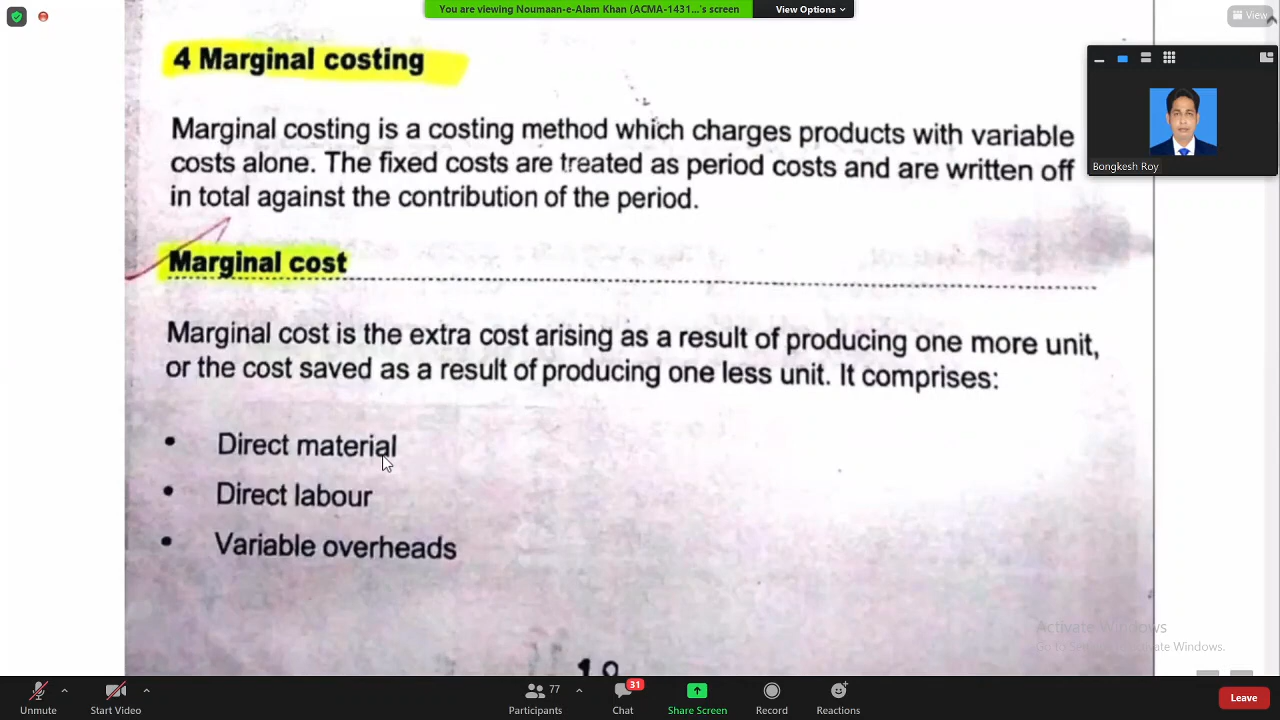 You are viewing Noumaan-e-Alam Khan (ACMA-1431...'s screen
View Options
View
4 Marginal costing
Marginal costing is a costing method which charges products with variable
costs alone. The fixed costs are treated as period costs and are written off
in total against the contribution of the period.
Bongkesh Roy
Marginal cost
Marginal cost is the extra cost arising as a result of producing one more unit,
or the cost saved as a result of producing one less unit. It comprises:
• Direct material
• Direct labour
• Variable overheads
Activate Windows
Unmute
Start Video
Participants
77
Chat
31
Share Screen
Record
Reactions
Leave